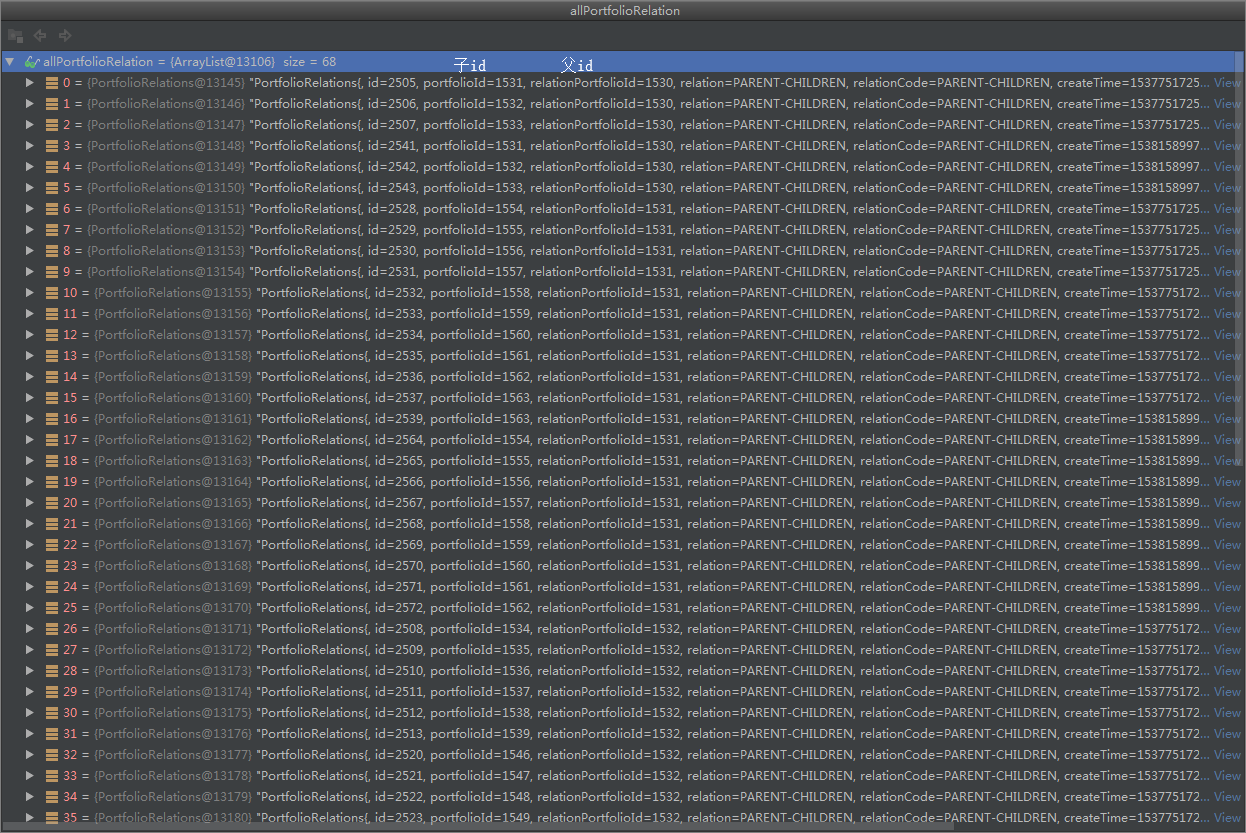 allPortfolioRelation
allPortfolioRelation = {ArrayList@13106} size = 68 子id 父id
0 = {PortfolioRelations@13145} "PortfolioRelations{, id=2505, portfolioId=1531, relationPortfolioId=1530, relation=PARENT-CHILDREN, relationCode=PARENT-CHILDREN, createTime=1537751725... View
1 = {PortfolioRelations@13146} "PortfolioRelations{, id=2506, portfolioId=1532, relationPortfolioId=1530, relation=PARENT-CHILDREN, relationCode=PARENT-CHILDREN, createTime=1537751725... View
2 = {PortfolioRelations@13147} "PortfolioRelations{, id=2507, portfolioId=1533, relationPortfolioId=1530, relation=PARENT-CHILDREN, relationCode=PARENT-CHILDREN, createTime=1537751725... View
3 = {PortfolioRelations@13148} "PortfolioRelations{, id=2541, portfolioId=1531, relationPortfolioId=1530, relation=PARENT-CHILDREN, relationCode=PARENT-CHILDREN, createTime=1538158997... View
4 = {PortfolioRelations@13149} "PortfolioRelations{, id=2542, portfolioId=1532, relationPortfolioId=1530, relation=PARENT-CHILDREN, relationCode=PARENT-CHILDREN, createTime=1538158997... View
5 = {PortfolioRelations@13150} "PortfolioRelations{, id=2543, portfolioId=1533, relationPortfolioId=1530, relation=PARENT-CHILDREN, relationCode=PARENT-CHILDREN, createTime=1538158997... View
6 = {PortfolioRelations@13151} "PortfolioRelations{, id=2528, portfolioId=1554, relationPortfolioId=1531, relation=PARENT-CHILDREN, relationCode=PARENT-CHILDREN, createTime=1537751725... View
7 = {PortfolioRelations@13152} "PortfolioRelations{, id=2529, portfolioId=1555, relationPortfolioId=1531, relation=PARENT-CHILDREN, relationCode=PARENT-CHILDREN, createTime=1537751725... View
8 = {PortfolioRelations@13153} "PortfolioRelations{, id=2530, portfolioId=1556, relationPortfolioId=1531, relation=PARENT-CHILDREN, relationCode=PARENT-CHILDREN, createTime=1537751725... View
9 = {PortfolioRelations@13154} "PortfolioRelations{, id=2531, portfolioId=1557, relationPortfolioId=1531, relation=PARENT-CHILDREN, relationCode=PARENT-CHILDREN, createTime=1537751725... View
10 = {PortfolioRelations@13155} "PortfolioRelations{, id=2532, portfolioId=1558, relationPortfolioId=1531, relation=PARENT-CHILDREN, relationCode=PARENT-CHILDREN, createTime=153775172... View
11 = {PortfolioRelations@13156} "PortfolioRelations{, id=2533, portfolioId=1559, relationPortfolioId=1531, relation=PARENT-CHILDREN, relationCode=PARENT-CHILDREN, createTime=153775172... View
12 = {PortfolioRelations@13157} "PortfolioRelations{, id=2534, portfolioId=1560, relationPortfolioId=1531, relation=PARENT-CHILDREN, relationCode=PARENT-CHILDREN, createTime=153775172... View
13 = {PortfolioRelations@13158} "PortfolioRelations{, id=2535, portfolioId=1561, relationPortfolioId=1531, relation=PARENT-CHILDREN, relationCode=PARENT-CHILDREN, createTime=153775172... View
14 = {PortfolioRelations@13159} "PortfolioRelations{, id=2536, portfolioId=1562, relationPortfolioId=1531, relation=PARENT-CHILDREN, relationCode=PARENT-CHILDREN, createTime=153775172... View
15 = {PortfolioRelations@13160} "PortfolioRelations{, id=2537, portfolioId=1563, relationPortfolioId=1531, relation=PARENT-CHILDREN, relationCode=PARENT-CHILDREN, createTime=153775172... View
16 = {PortfolioRelations@13161} "PortfolioRelations{, id=2539, portfolioId=1563, relationPortfolioId=1531, relation=PARENT-CHILDREN, relationCode=PARENT-CHILDREN, createTime=153815899... View
17 = {PortfolioRelations@13162} "PortfolioRelations{, id=2564, portfolioId=1554, relationPortfolioId=1531, relation=PARENT-CHILDREN, relationCode=PARENT-CHILDREN, createTime=153815899... View
18 = {PortfolioRelations@13163} "PortfolioRelations{, id=2565, portfolioId=1555, relationPortfolioId=1531, relation=PARENT-CHILDREN, relationCode=PARENT-CHILDREN, createTime=153815899... View
19 = {PortfolioRelations@13164} "PortfolioRelations{, id=2566, portfolioId=1556, relationPortfolioId=1531, relation=PARENT-CHILDREN, relationCode=PARENT-CHILDREN, createTime=153815899... View
20 = {PortfolioRelations@13165} "PortfolioRelations{, id=2567, portfolioId=1557, relationPortfolioId=1531, relation=PARENT-CHILDREN, relationCode=PARENT-CHILDREN, createTime=153815899... View
21 = {PortfolioRelations@13166} "PortfolioRelations{, id=2568, portfolioId=1558, relationPortfolioId=1531, relation=PARENT-CHILDREN, relationCode=PARENT-CHILDREN, createTime=153815899... View
22 = {PortfolioRelations@13167} "PortfolioRelations{, id=2569, portfolioId=1559, relationPortfolioId=1531, relation=PARENT-CHILDREN, relationCode=PARENT-CHILDREN, createTime=153815899... View
23 = {PortfolioRelations@13168} "PortfolioRelations{, id=2570, portfolioId=1560, relationPortfolioId=1531, relation=PARENT-CHILDREN, relationCode=PARENT-CHILDREN, createTime=153815899... View
24 = {PortfolioRelations@13169} "PortfolioRelations{, id=2571, portfolioId=1561, relationPortfolioId=1531, relation=PARENT-CHILDREN, relationCode=PARENT-CHILDREN, createTime=153815899... View
25 = {PortfolioRelations@13170} "PortfolioRelations{, id=2572, portfolioId=1562, relationPortfolioId=1531, relation=PARENT-CHILDREN, relationCode=PARENT-CHILDREN, createTime=153815899... View
26 = {PortfolioRelations@13171} "PortfolioRelations{, id=2508, portfolioId=1534, relationPortfolioId=1532, relation=PARENT-CHILDREN, relationCode=PARENT-CHILDREN, createTime=153775172... View
27 = {PortfolioRelations@13172} "PortfolioRelations{, id=2509, portfolioId=1535, relationPortfolioId=1532, relation=PARENT-CHILDREN, relationCode=PARENT-CHILDREN, createTime=153775172... View
28 = {PortfolioRelations@13173} "PortfolioRelations{, id=2510, portfolioId=1536, relationPortfolioId=1532, relation=PARENT-CHILDREN, relationCode=PARENT-CHILDREN, createTime=153775172... View
29 = {PortfolioRelations@13174} "PortfolioRelations{, id=2511, portfolioId=1537, relationPortfolioId=1532, relation=PARENT-CHILDREN, relationCode=PARENT-CHILDREN, createTime=153775172... View
30 = {PortfolioRelations@13175} "PortfolioRelations{, id=2512, portfolioId=1538, relationPortfolioId=1532, relation=PARENT-CHILDREN, relationCode=PARENT-CHILDREN, createTime=153775172... View
31 = {PortfolioRelations@13176} "PortfolioRelations{, id=2513, portfolioId=1539, relationPortfolioId=1532, relation=PARENT-CHILDREN, relationCode=PARENT-CHILDREN, createTime=153775172... View
32 = {PortfolioRelations@13177} "PortfolioRelations{, id=2520, portfolioId=1546, relationPortfolioId=1532, relation=PARENT-CHILDREN, relationCode=PARENT-CHILDREN, createTime=153775172... View
33 = {PortfolioRelations@13178} "PortfolioRelations{, id=2521, portfolioId=1547, relationPortfolioId=1532, relation=PARENT-CHILDREN, relationCode=PARENT-CHILDREN, createTime=153775172... View
34 = {PortfolioRelations@13179} "PortfolioRelations{, id=2522, portfolioId=1548, relationPortfolioId=1532, relation=PARENT-CHILDREN, relationCode=PARENT-CHILDREN, createTime=153775172... View
35 = {PortfolioRelations@13180} "PortfolioRelations{, id=2523, portfolioId=1549, relationPortfolioId=1532, relation=PARENT-CHILDREN, relationCode=PARENT-CHILDREN, createTime=153775172... View